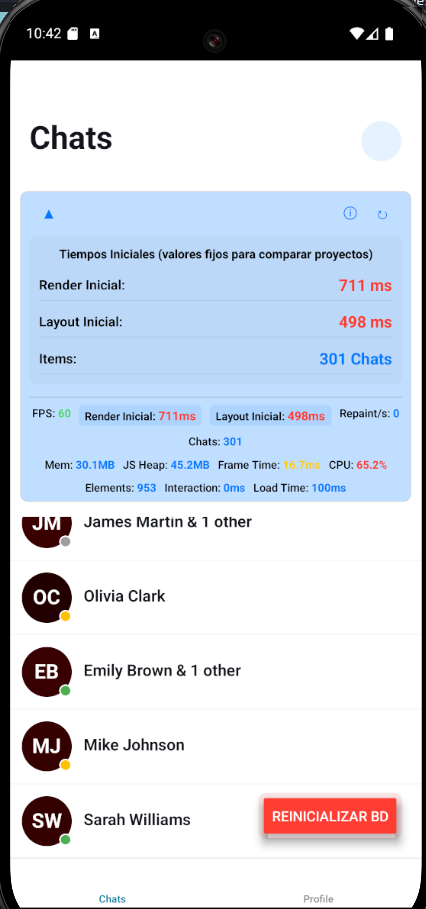 10:42 A
Chats
▲ ⓘ ↻
Tiempos Iniciales (valores fijos para comparar proyectos)
Render Inicial: 711 ms
Layout Inicial: 498 ms
Items: 301 Chats
FPS: 60 Render Inicial: 711ms Layout Inicial: 498ms Repaint/s: 0
Chats: 301
Mem: 30.1MB JS Heap: 45.2MB Frame Time: 16.7ms CPU: 65.2%
Elements: 953 Interaction: 0ms Load Time: 100ms
JM James Martin & 1 other
OC Olivia Clark
EB Emily Brown & 1 other
MJ Mike Johnson
SW Sarah Williams
REINICIALIZAR BD
Chats Profile